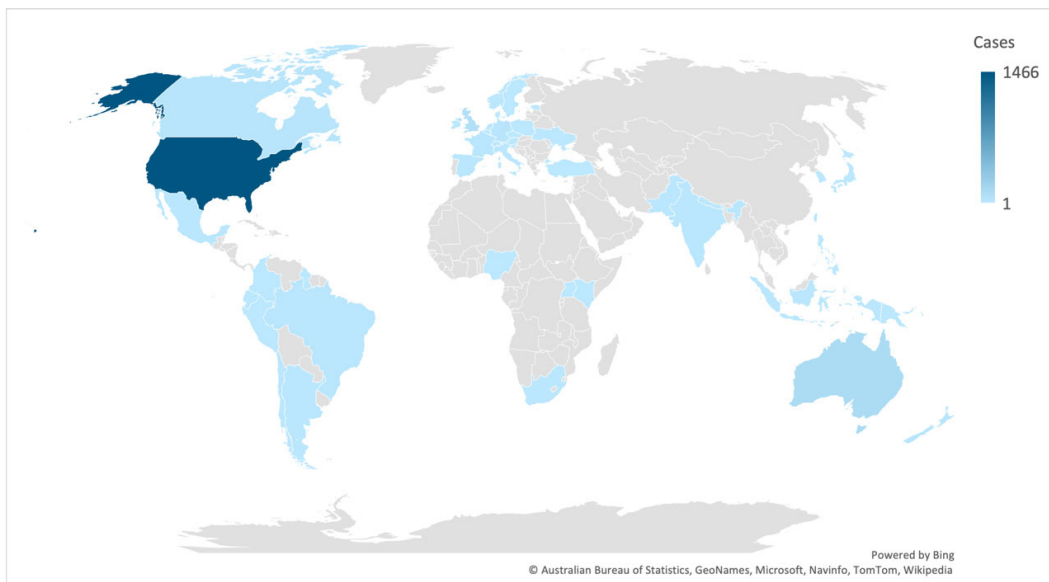 Cases
1466
1
Powered by Bing
© Australian Bureau of Statistics, GeoNames, Microsoft, Navinfo, TomTom, Wikipedia